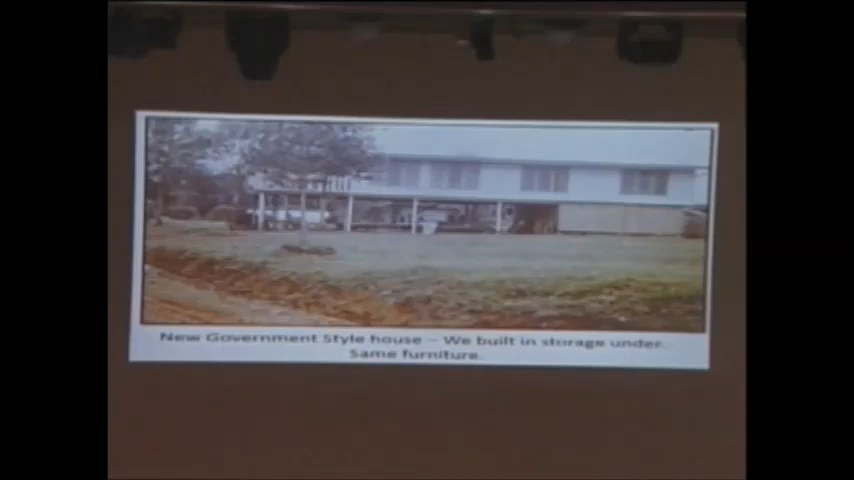 New Government Style house – We built in storage under.
Same furniture.